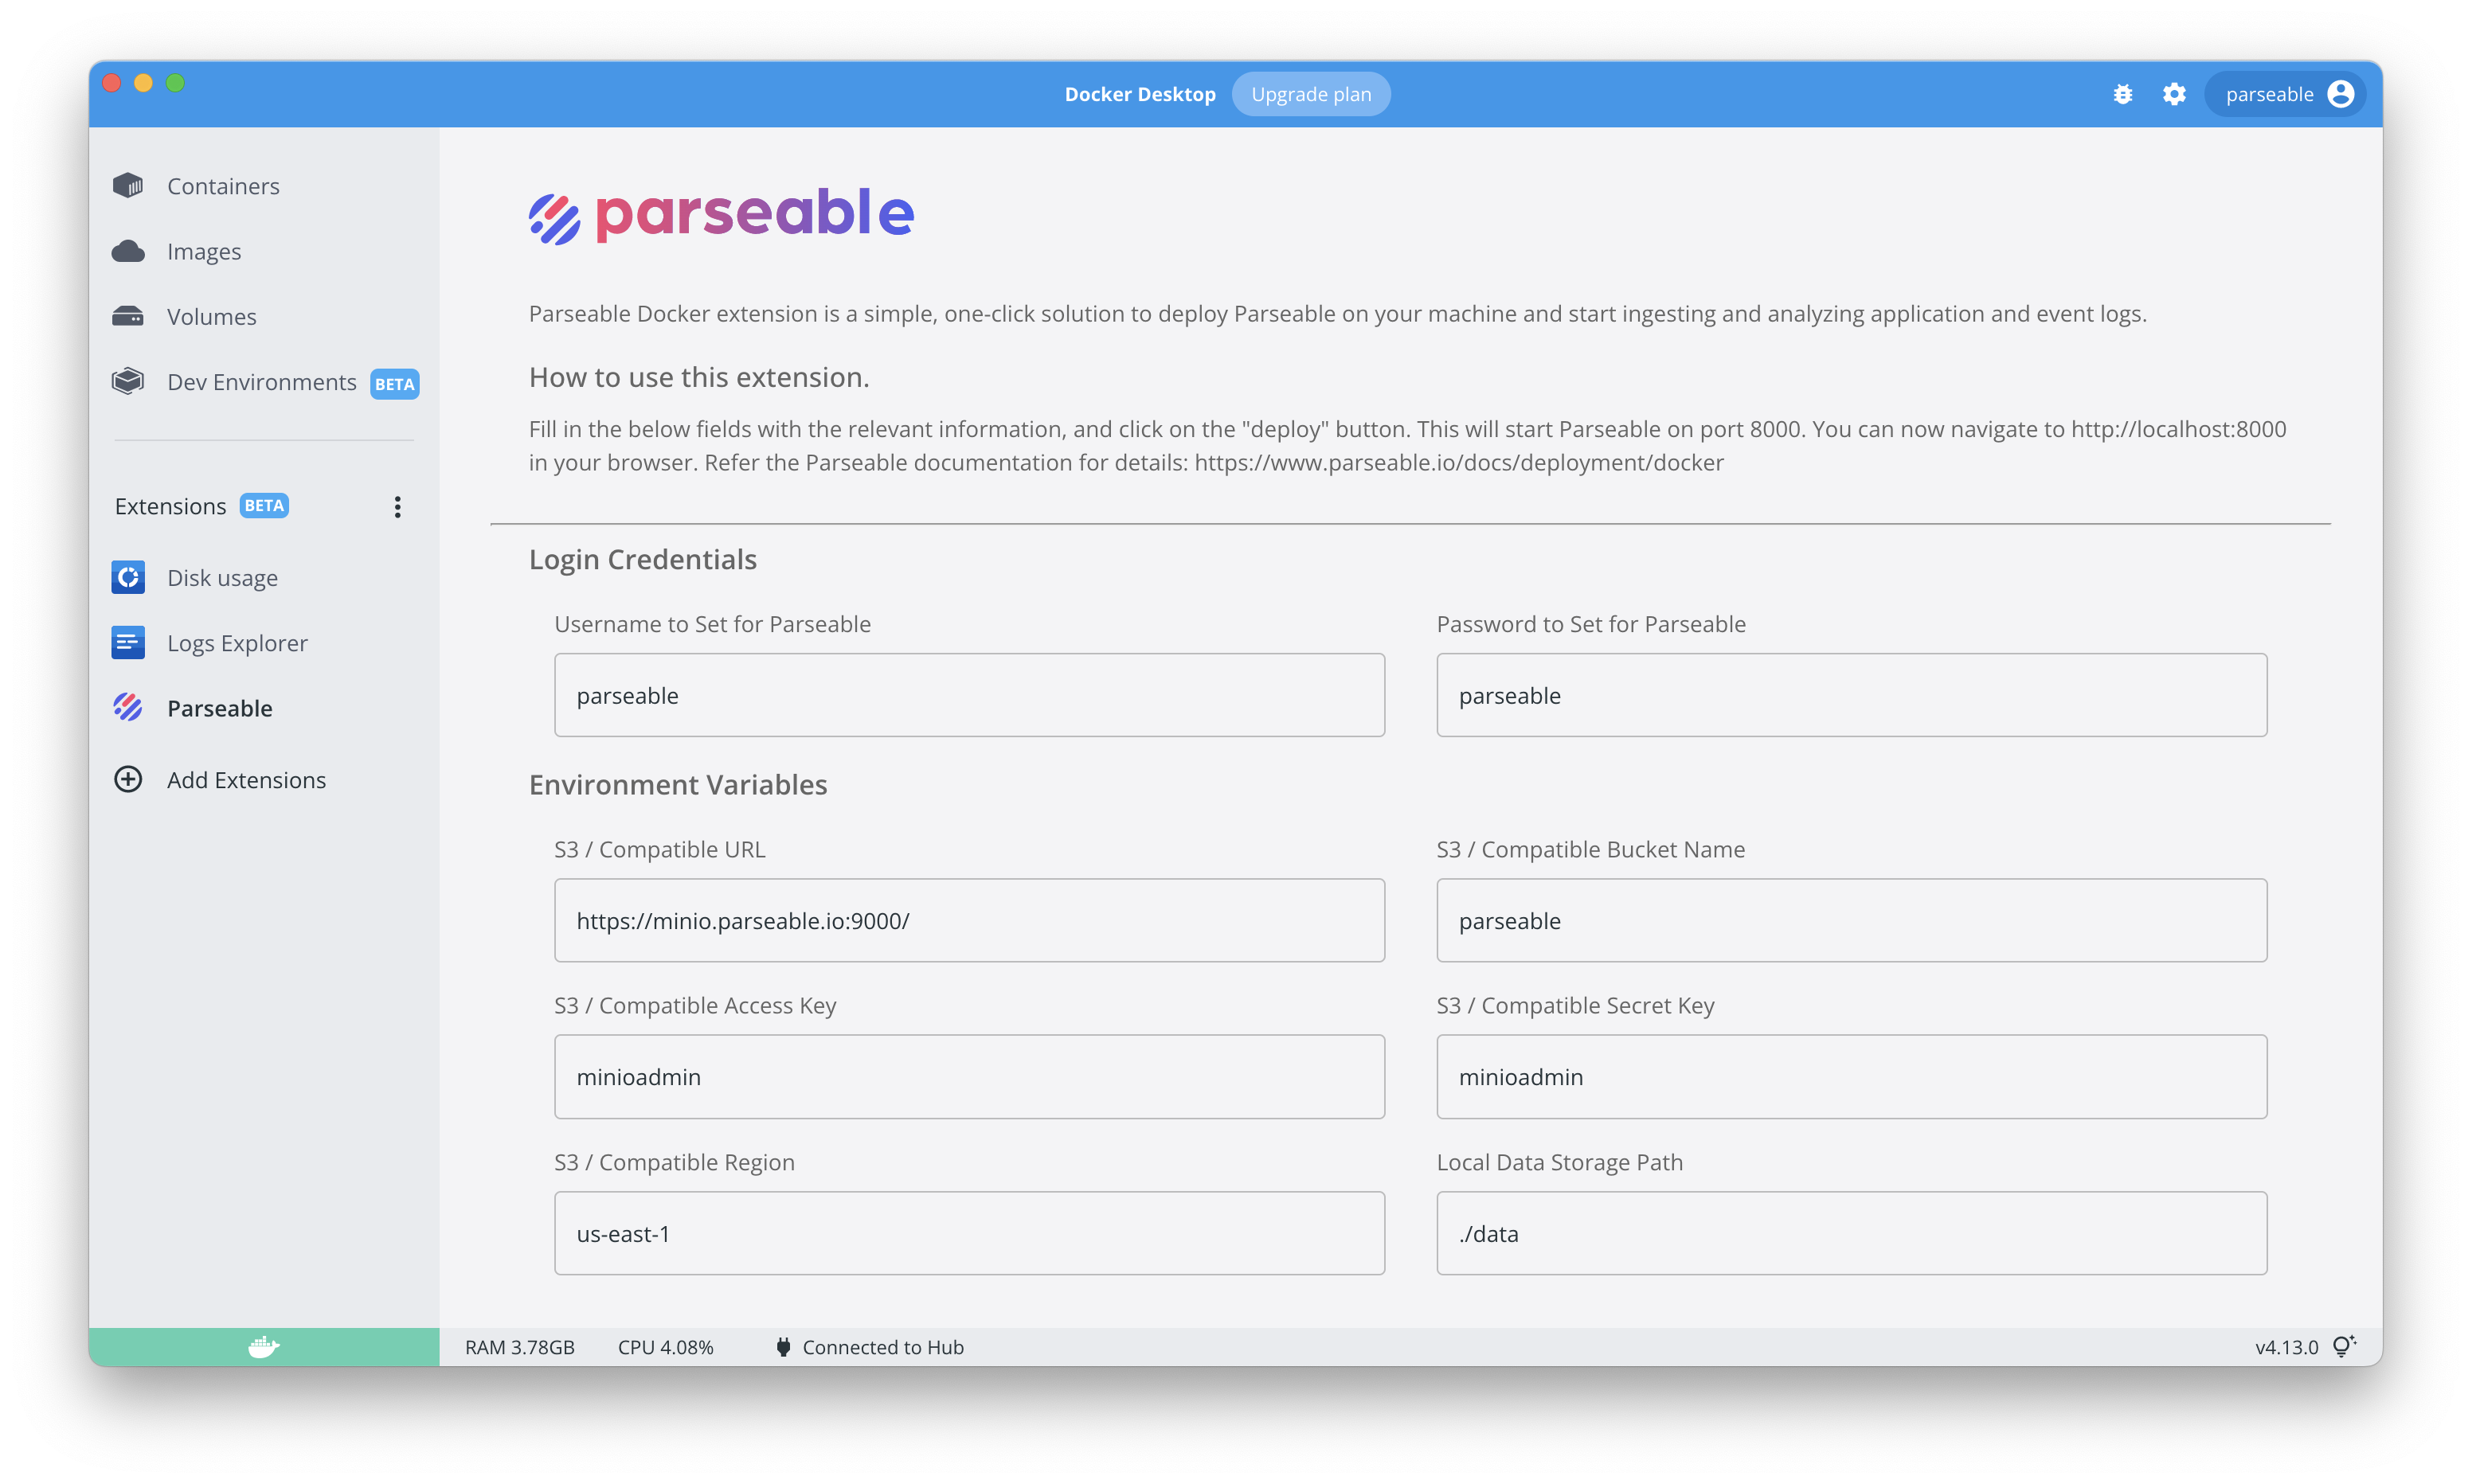 Docker Desktop
Upgrade plan
parseable
Containers
Images
Volumes
Dev Environments BETA
Extensions BETA
Disk usage
Logs Explorer
Parseable
Add Extensions
parseable
Parseable Docker extension is a simple, one-click solution to deploy Parseable on your machine and start ingesting and analyzing application and event logs.
How to use this extension.
Fill in the below fields with the relevant information, and click on the "deploy" button. This will start Parseable on port 8000. You can now navigate to http://localhost:8000
in your browser. Refer the Parseable documentation for details: https://www.parseable.io/docs/deployment/docker
Login Credentials
Username to Set for Parseable
parseable
Password to Set for Parseable
parseable
Environment Variables
S3 / Compatible URL
https://minio.parseable.io:9000/
S3 / Compatible Bucket Name
parseable
S3 / Compatible Access Key
minioadmin
S3 / Compatible Secret Key
minioadmin
S3 / Compatible Region
us-east-1
Local Data Storage Path
./data
RAM 3.78GB
CPU 4.08%
Connected to Hub
v4.13.0